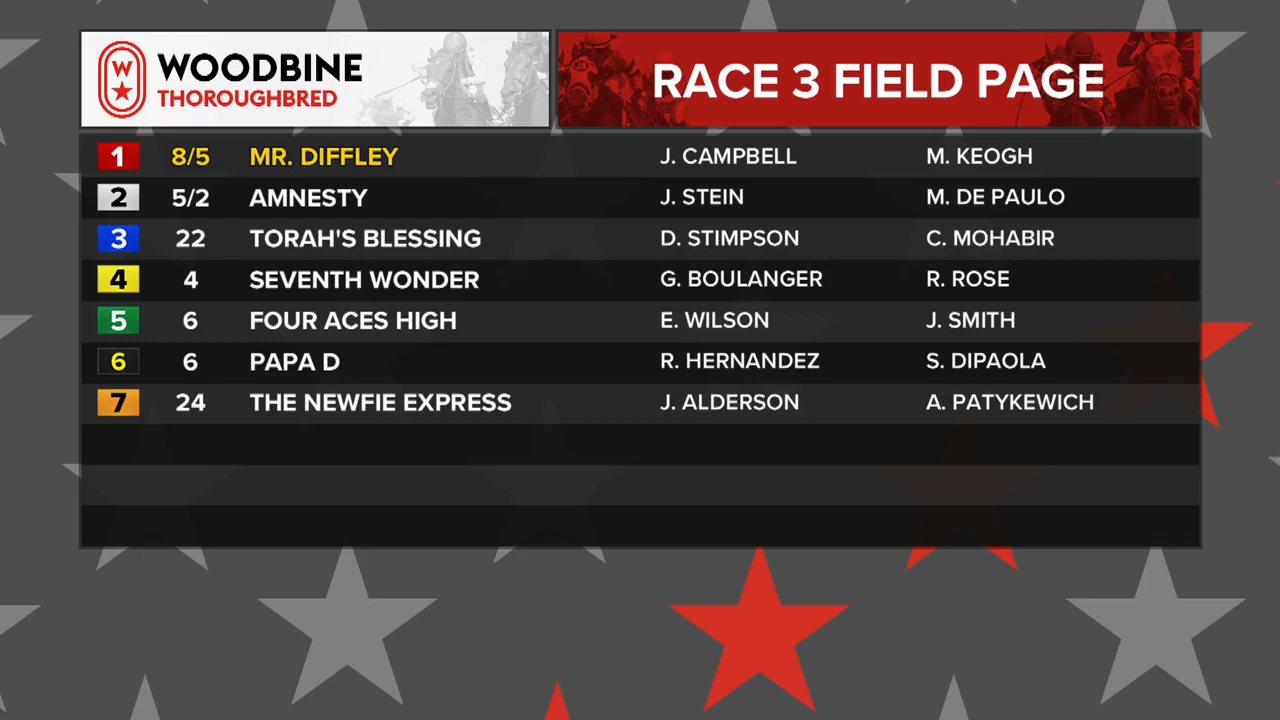 W
WOODBINE
THOROUGHBRED
RACE 3 FIELD PAGE
1 8/5 MR. DIFFLEY J. CAMPBELL M. KEOGH
2 5/2 AMNESTY J. STEIN M. DE PAULO
3 22 TORAH'S BLESSING D. STIMPSON C. MOHABIR
4 4 SEVENTH WONDER G. BOULANGER R. ROSE
5 6 FOUR ACES HIGH E. WILSON J. SMITH
6 6 PAPA D R. HERNANDEZ S. DIPAOLA
7 24 THE NEWFIE EXPRESS J. ALDERSON A. PATYKEWICH